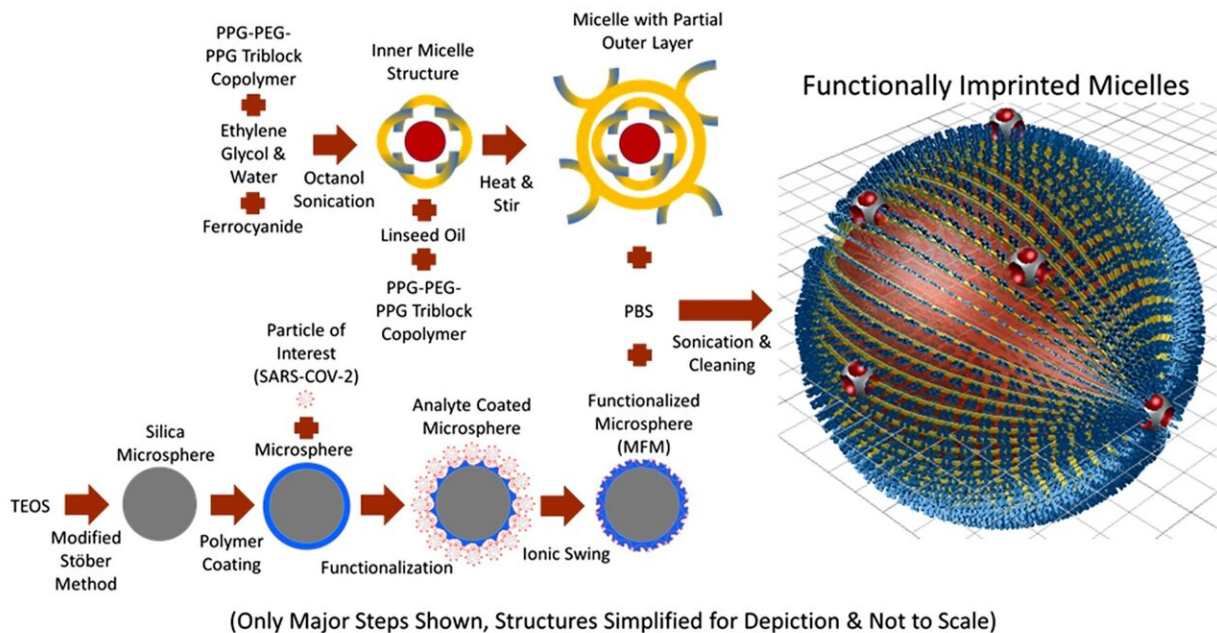 PPG-PEG-
PPG Triblock
Copolymer
Ethylene
Glycol &
Water
Ferrocyanide
Octanol
Sonication
Inner Micelle
Structure
Linseed Oil
PPG-PEG-
PPG Triblock
Copolymer
Heat &
Stir
Micelle with Partial
Outer Layer
PBS
Sonication &
Cleaning
Functionally Imprinted Micelles
TEOS
Modified
Stöber
Method
Silica
Microsphere
Polymer
Coating
Particle of
Interest
(SARS-COV-2)
Microsphere
Functionalization
Analyte Coated
Microsphere
Ionic Swing
Functionalized
Microsphere
(MFM)
(Only Major Steps Shown, Structures Simplified for Depiction & Not to Scale)